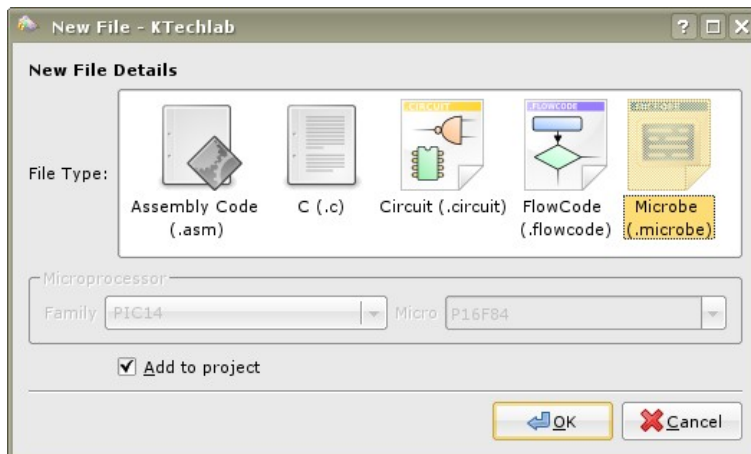 New File - KTechlab
New File Details
File Type:
CIRCUIT
FLOWCODE
Assembly Code
(.asm)
C (.c)
Circuit (.circuit)
FlowCode
(.flowcode)
Microbe
(.microbe)
Microprocessor
Family PIC14 Micro P16F84
Add to project
OK Cancel